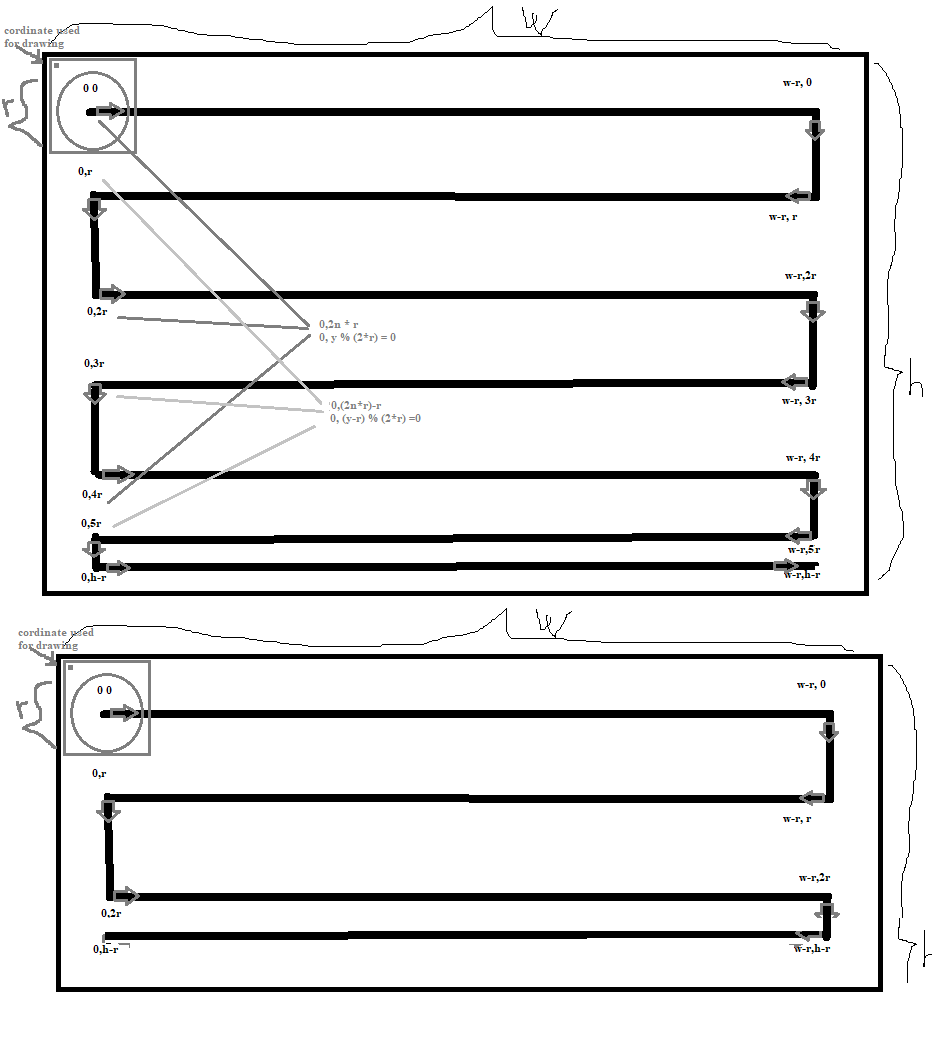 W
cordinate used
for drawing
w-r, 0
0 0
r
0,r
w-r, r
w-r,2r
0,2r
0,2n * r
0, y % (2*r) = 0
0,3r
h
w-r, 3r
0,(2n*r)-r
0, (y-r) % (2*r) =0
w-r, 4r
0,4r
0,5r
w-r,5r
0,h-r
w-r,h-r
W
cordinate used
for drawing
w-r, 0
0 0
r
0,r
w-r, r
w-r,2r
0,2r
0,h-r
w-r,h-r
h